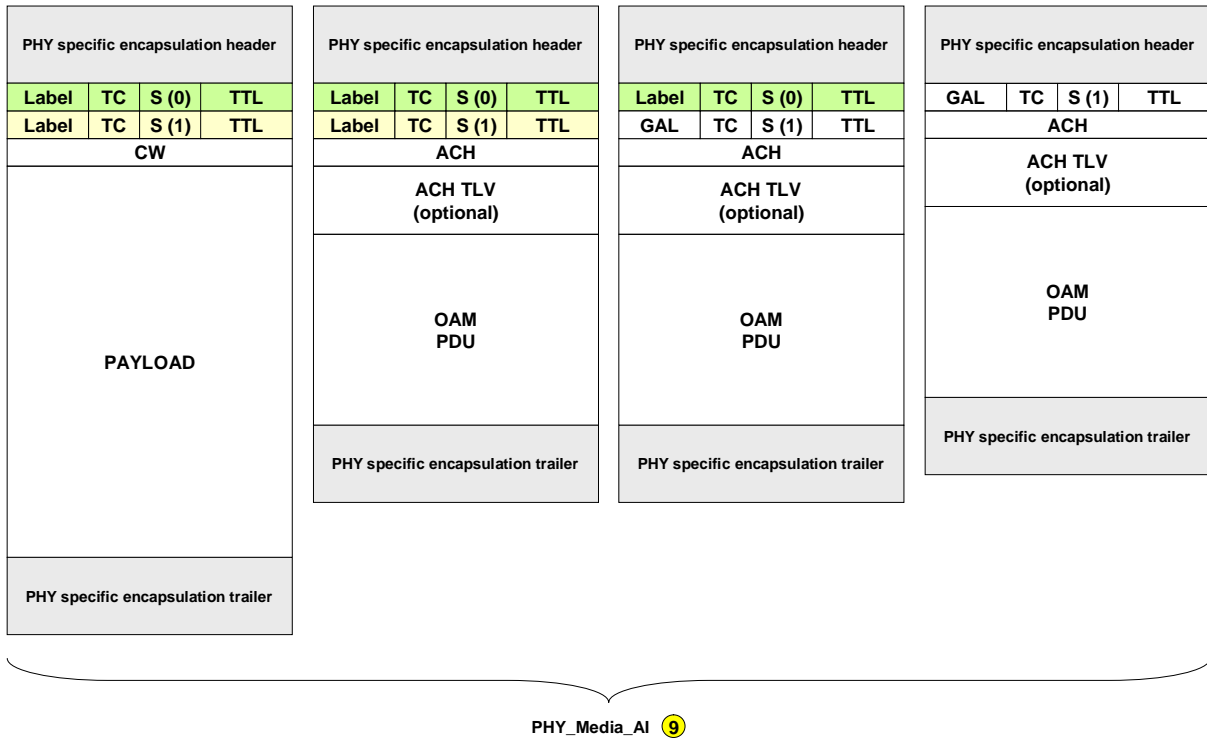 PHY specific encapsulation header
Label TC S (0) TTL
Label TC S (1) TTL
CW
PAYLOAD
PHY specific encapsulation trailer
PHY specific encapsulation header
Label TC S (0) TTL
Label TC S (1) TTL
ACH
ACH TLV
(optional)
OAM
PDU
PHY specific encapsulation trailer
PHY specific encapsulation header
Label TC S (0) TTL
GAL TC S (1) TTL
ACH
ACH TLV
(optional)
OAM
PDU
PHY specific encapsulation trailer
PHY specific encapsulation header
GAL TC S (1) TTL
ACH
ACH TLV
(optional)
OAM
PDU
PHY specific encapsulation trailer
PHY_Media_AI 9